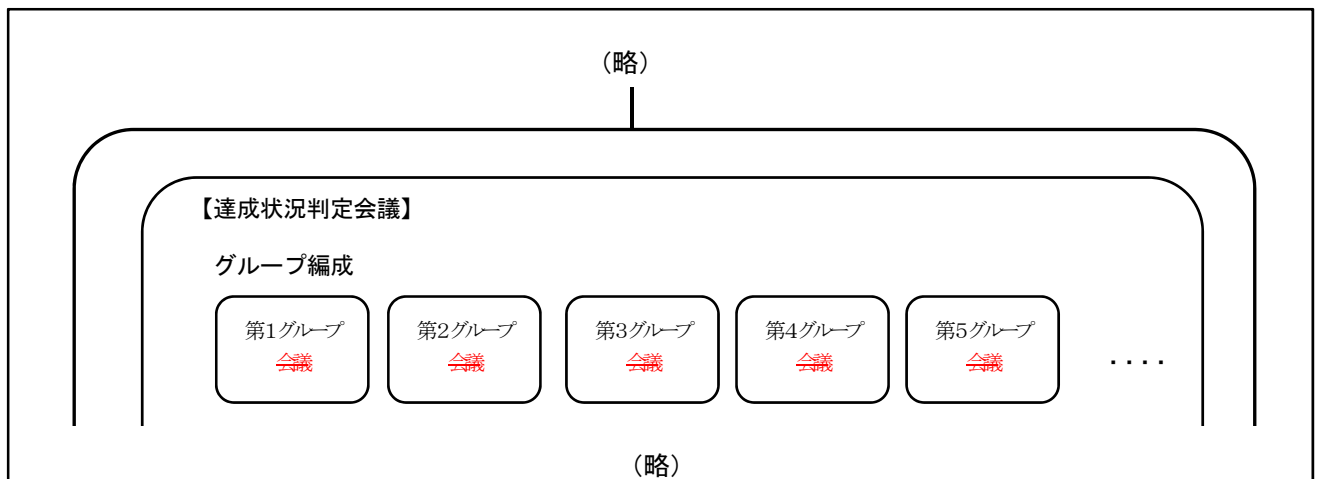 （略）
【達成状況判定会議】
グループ編成
第1グループ 第2グループ 第3グループ 第4グループ 第5グループ
会議 会議 会議 会議 会議 ････
（略）